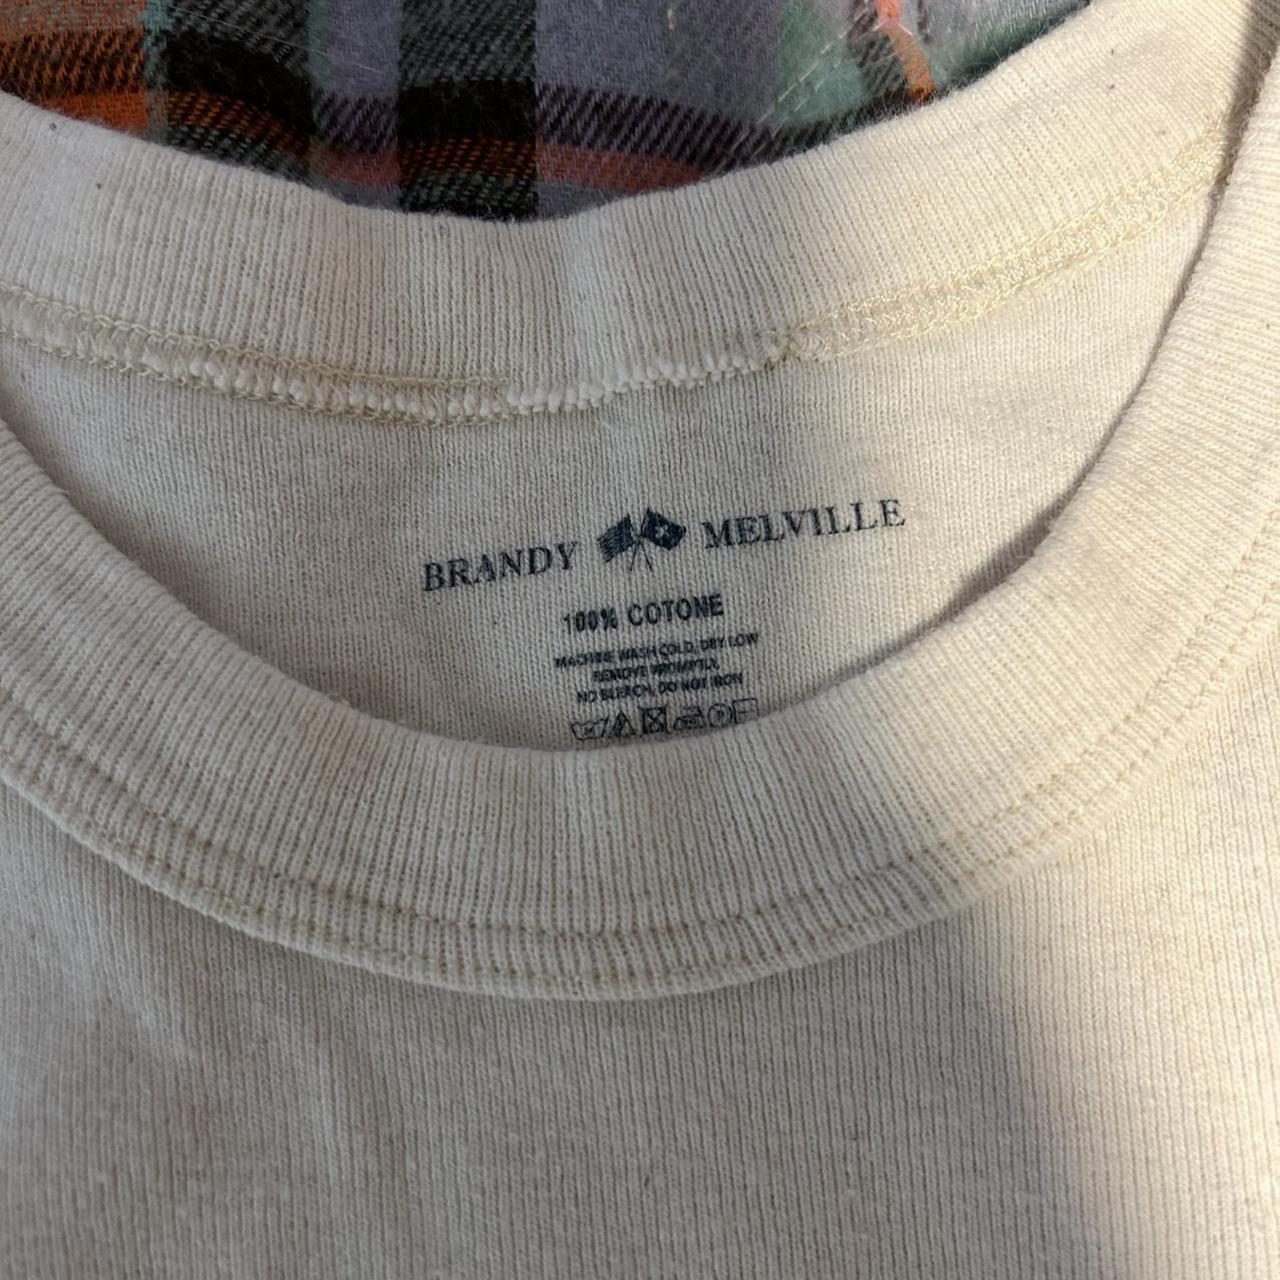 BRANDY MELVILLE
100% COTONE
MACHINE WASH COLD, DRY LOW
REMOVE PROMPTLY,
NO BLEACH, DO NOT IRON